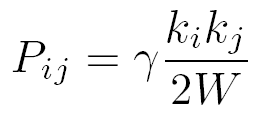 P_{ij} = \gamma \frac{k_i k_j}{2W}